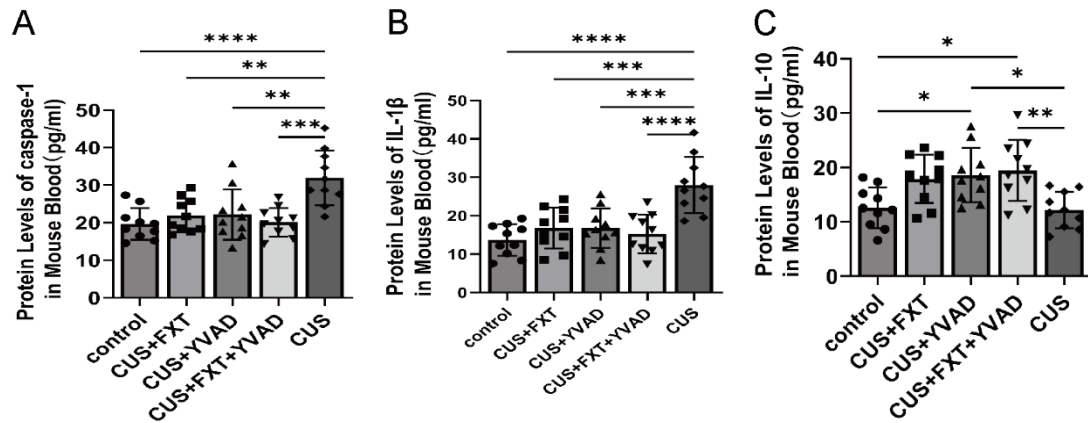 A
Protein Levels of caspase-1
in Mouse Blood(pg/ml)
50
40
30
20
10
0
****
**
**
***
control
CUS+FXT
CUS+YVAD
CUS+FXT+YVAD
CUS
B
Protein Levels of IL-1β
in Mouse Blood(pg/ml)
50
40
30
20
10
0
****
***
***
****
control
CUS+FXT
CUS+YVAD
CUS+FXT+YVAD
CUS
C
Protein Levels of IL-10
in Mouse Blood(pg/ml)
40
30
20
10
0
*
*
*
**
control
CUS+FXT
CUS+YVAD
CUS+FXT+YVAD
CUS